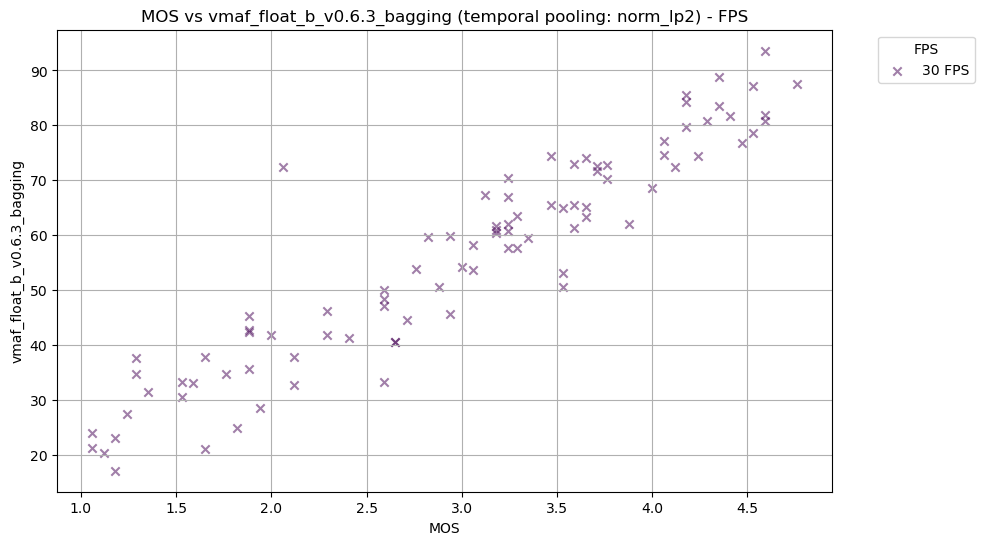 MOS vs vmaf_float_b_v0.6.3_bagging (temporal pooling: norm_lp2) - FPS
FPS
30 FPS
vmaf_float_b_v0.6.3_bagging
90
80
70
60
50
40
30
20
1.0 1.5 2.0 2.5 3.0 3.5 4.0 4.5
MOS